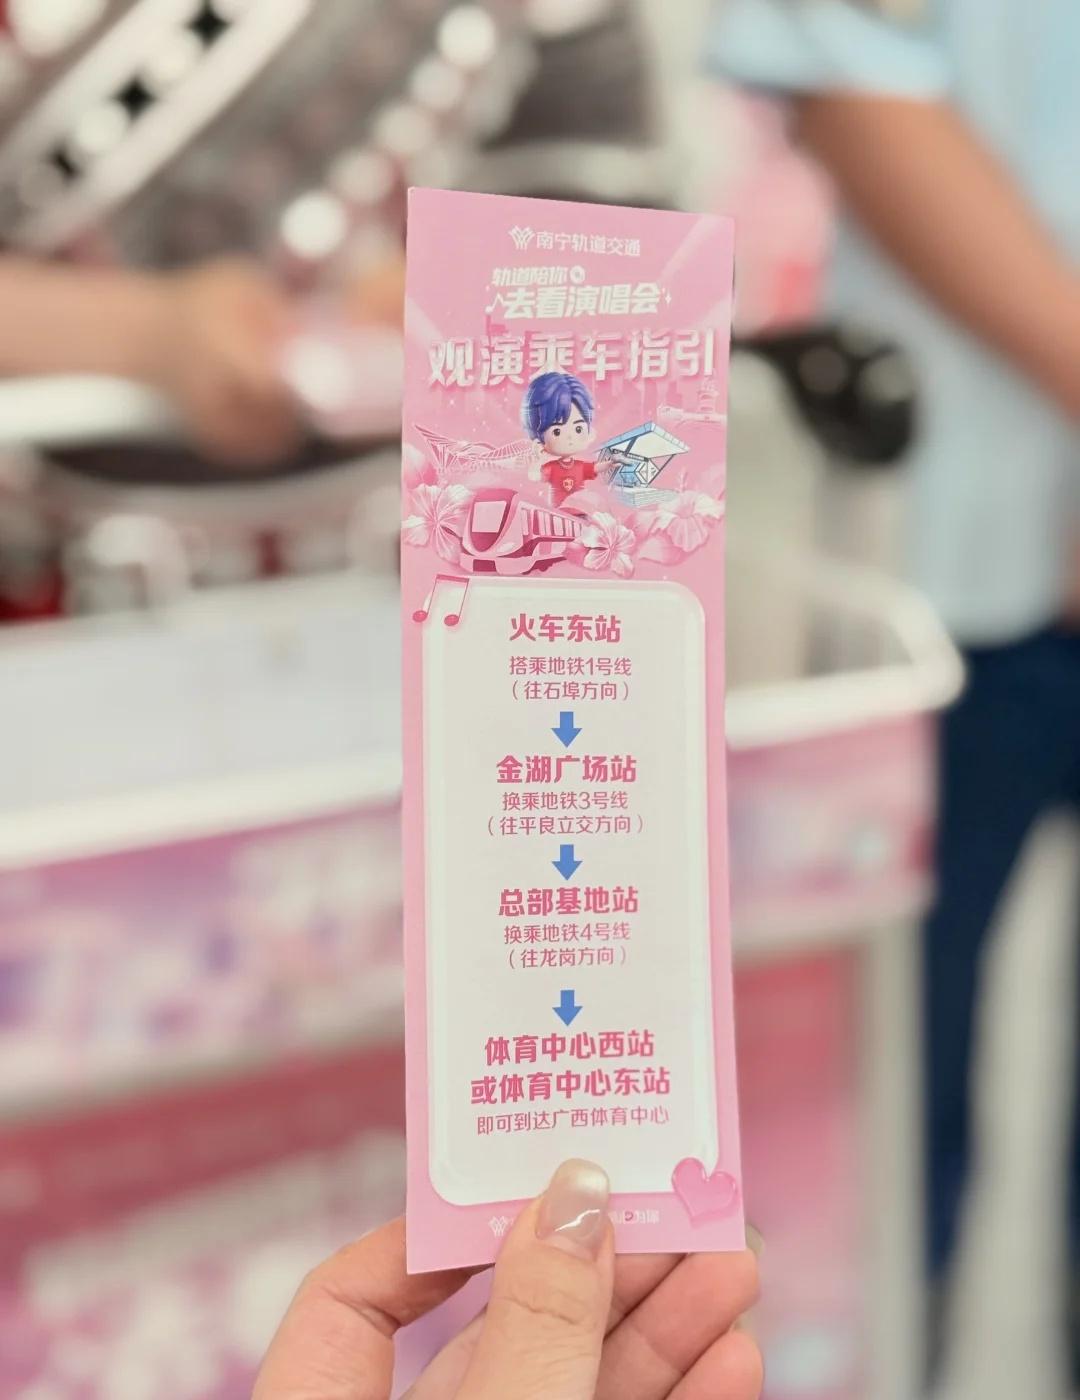 南宁轨道交通
轨道陪你
去看演唱会
观演乘车指引
火车东站
搭乘地铁1号线
（往石埠方向）
金湖广场站
换乘地铁3号线
（往平良立交方向）
总部基地站
换乘地铁4号线
（往龙岗方向）
体育中心西站
或体育中心东站
即可到达广西体育中心